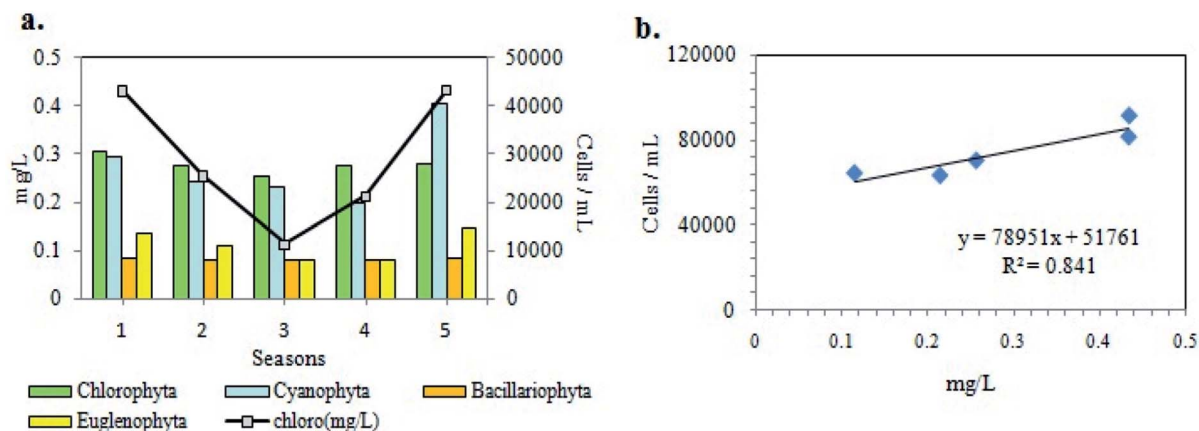 a.
0.5
0.4
0.3
0.2
0.1
0
mg/L
50000
40000
30000
20000
10000
0
Cells / mL
1 2 3 4 5
Seasons
Chlorophyta Cyanophyta Bacillariophyta
Euglenophyta chloro(mg/L)
b.
120000
80000
40000
0
Cells / mL
y = 78951x + 51761
R² = 0.841
0 0.1 0.2 0.3 0.4 0.5
mg/L